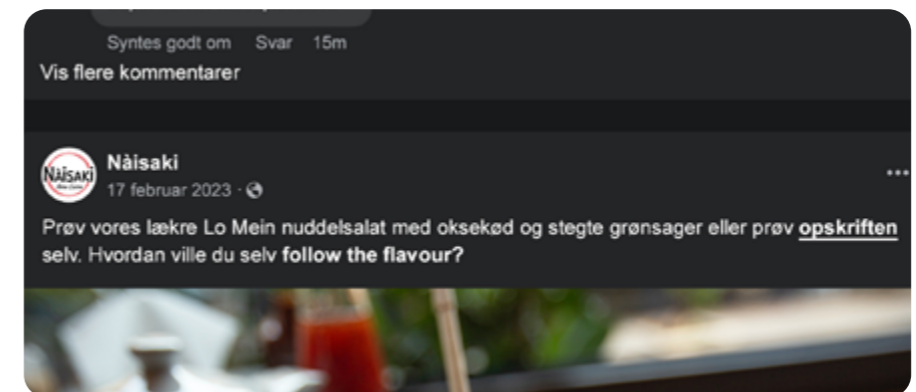 Syntes godt om Svar 15m
Vis flere kommentarer
Nàisaki
NÀISAKI
17 februar 2023 ·
Prøv vores lækre Lo Mein nuddelsalat med oksekød og stegte grønsager eller prøv opskriften
selv. Hvordan ville du selv follow the flavour?